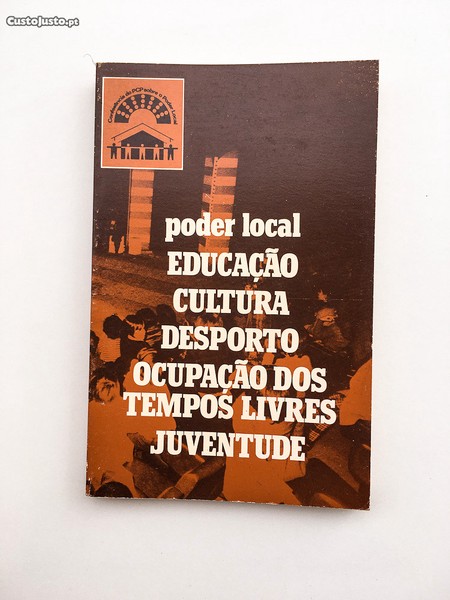 CustoJusto.pt
Conferência do PCP sobre o Poder Local
poder local
EDUCAÇÃO
CULTURA
DESPORTO
OCUPAÇÃO DOS
TEMPOS LIVRES
JUVENTUDE